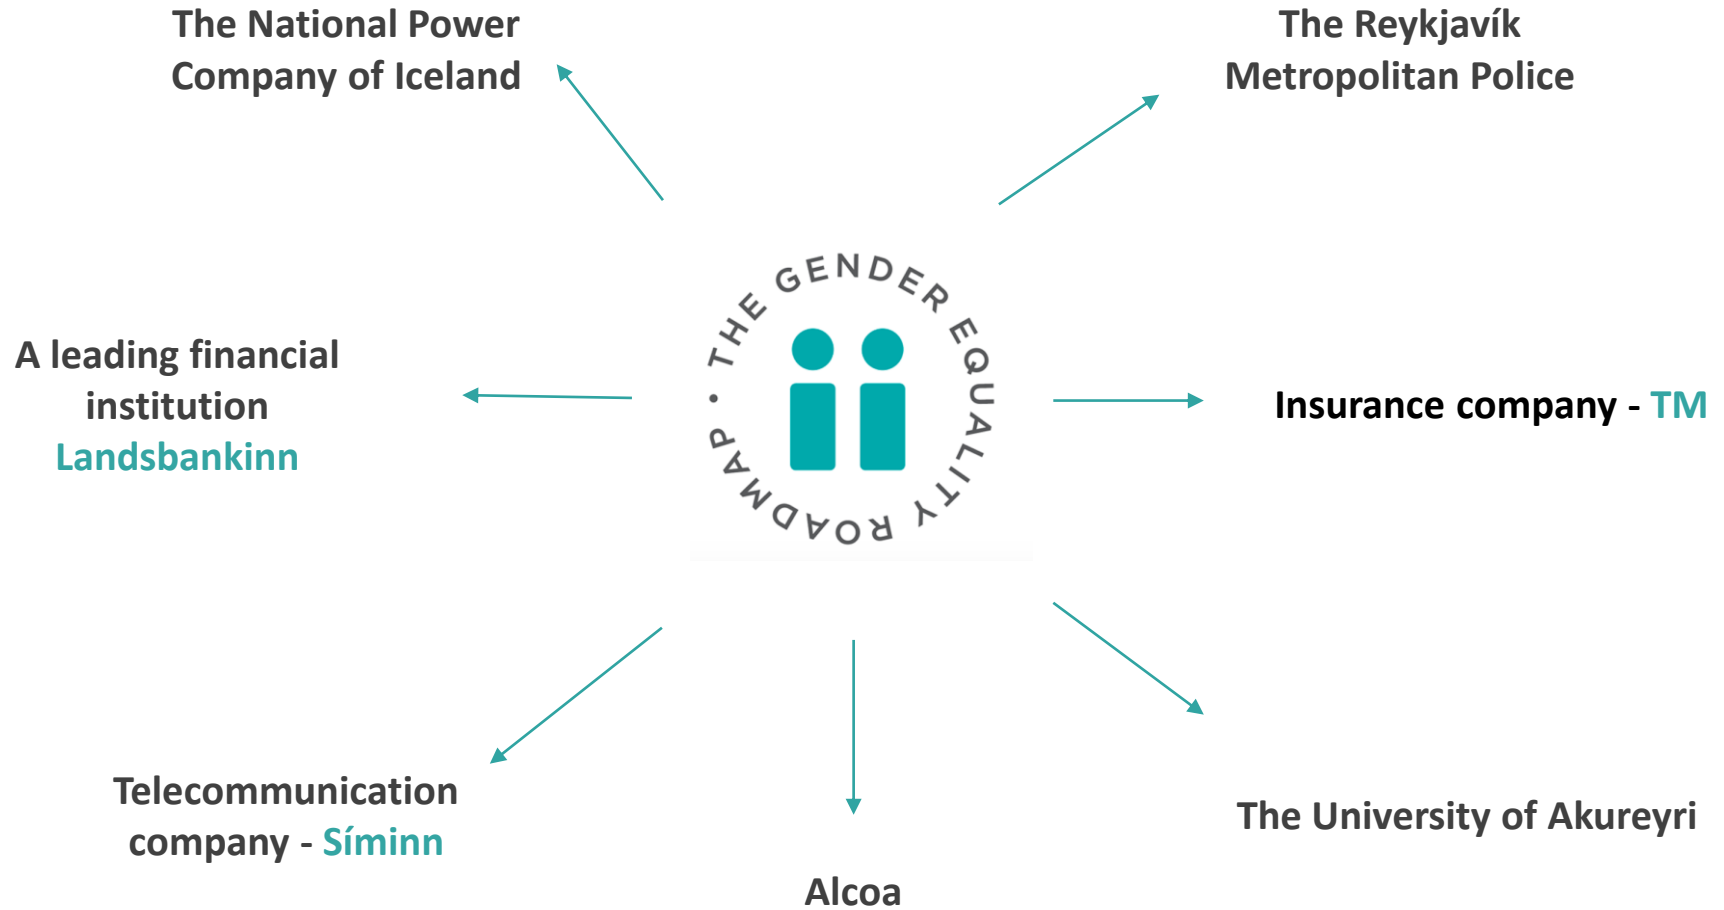 The National Power
Company of Iceland
The Reykjavík
Metropolitan Police
THE GENDER EQUALITY ROADMAP •
A leading financial
institution
Landsbankinn
Insurance company - TM
Telecommunication
company - Síminn
The University of Akureyri
Alcoa